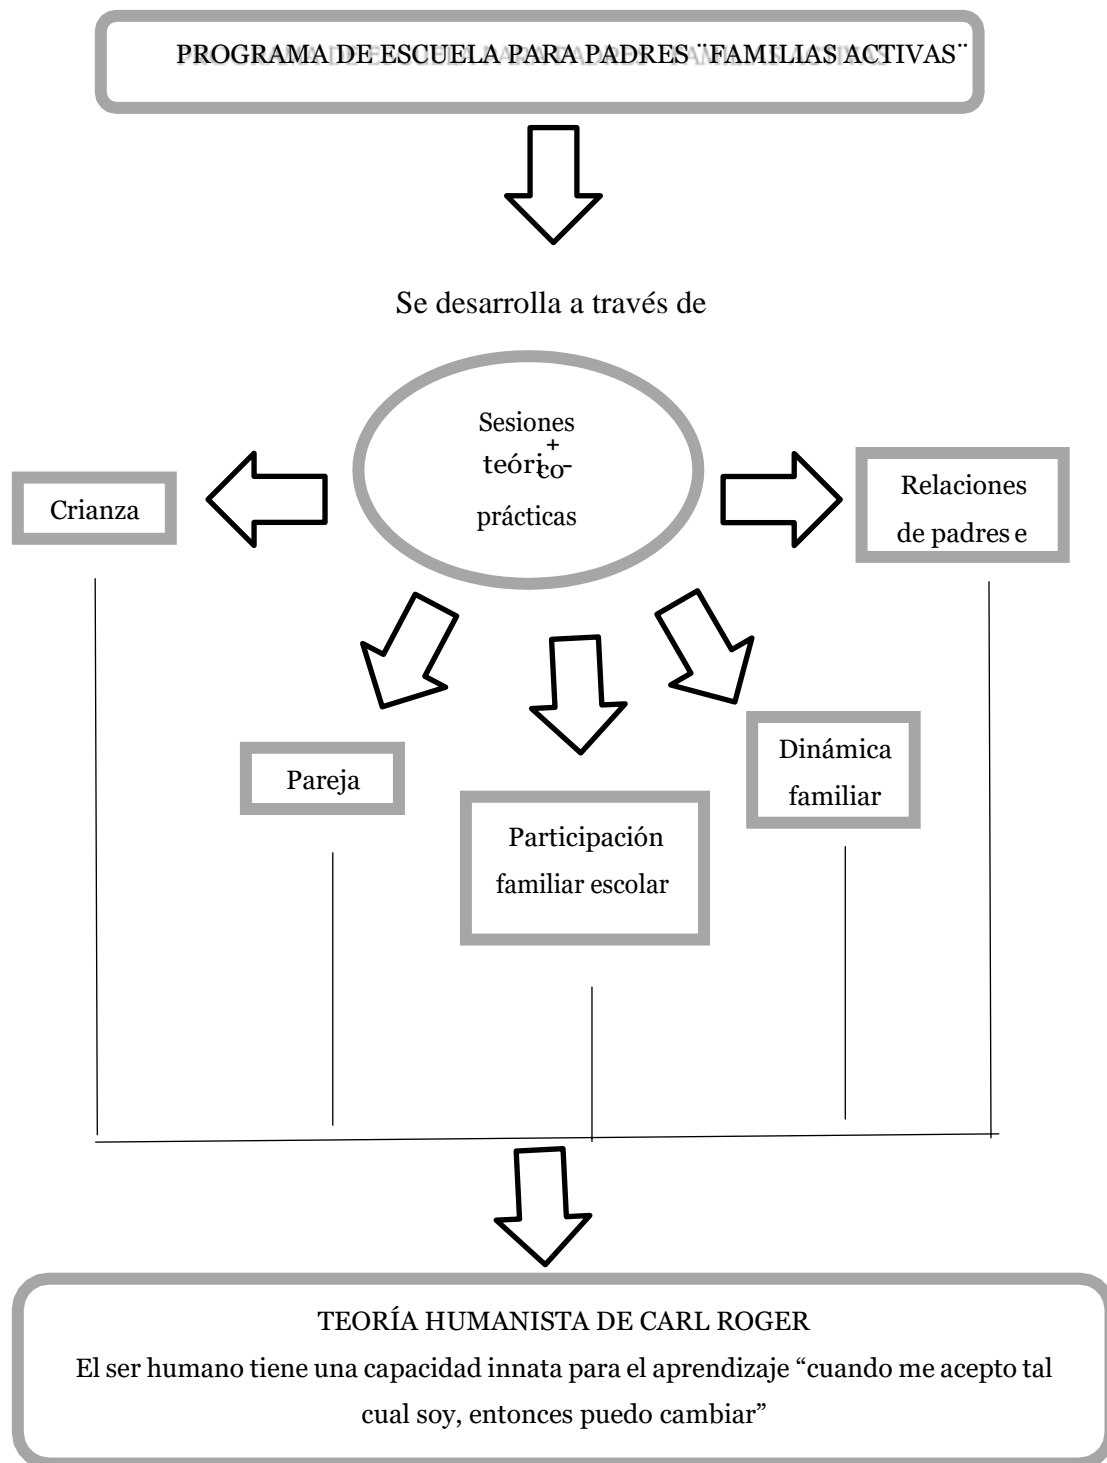 PROGRAMA DE ESCUELA PARA PADRES ¨FAMILIAS ACTIVAS¨
Se desarrolla a través de
Sesiones
+
teórico-
prácticas
Crianza
Relaciones
de padres e
Pareja
Participación
familiar escolar
Dinámica
familiar
TEORÍA HUMANISTA DE CARL ROGER
El ser humano tiene una capacidad innata para el aprendizaje “cuando me acepto tal
cual soy, entonces puedo cambiar”